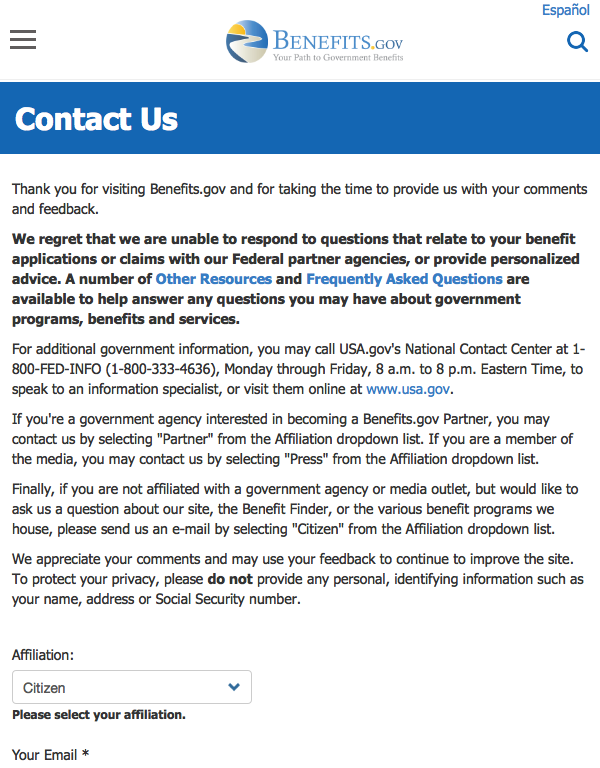 Español
BENEFITS.GOV
Your Path to Government Benefits
Contact Us
Thank you for visiting Benefits.gov and for taking the time to provide us with your comments
and feedback.
We regret that we are unable to respond to questions that relate to your benefit
applications or claims with our Federal partner agencies, or provide personalized
advice. A number of Other Resources and Frequently Asked Questions are
available to help answer any questions you may have about government
programs, benefits and services.
For additional government information, you may call USA.gov's National Contact Center at 1-
800-FED-INFO (1-800-333-4636), Monday through Friday, 8 a.m. to 8 p.m. Eastern Time, to
speak to an information specialist, or visit them online at www.usa.gov.
If you're a government agency interested in becoming a Benefits.gov Partner, you may
contact us by selecting "Partner" from the Affiliation dropdown list. If you are a member of
the media, you may contact us by selecting "Press" from the Affiliation dropdown list.
Finally, if you are not affiliated with a government agency or media outlet, but would like to
ask us a question about our site, the Benefit Finder, or the various benefit programs we
house, please send us an e-mail by selecting "Citizen" from the Affiliation dropdown list.
We appreciate your comments and may use your feedback to continue to improve the site.
To protect your privacy, please do not provide any personal, identifying information such as
your name, address or Social Security number.
Affiliation:
Citizen
Please select your affiliation.
Your Email *